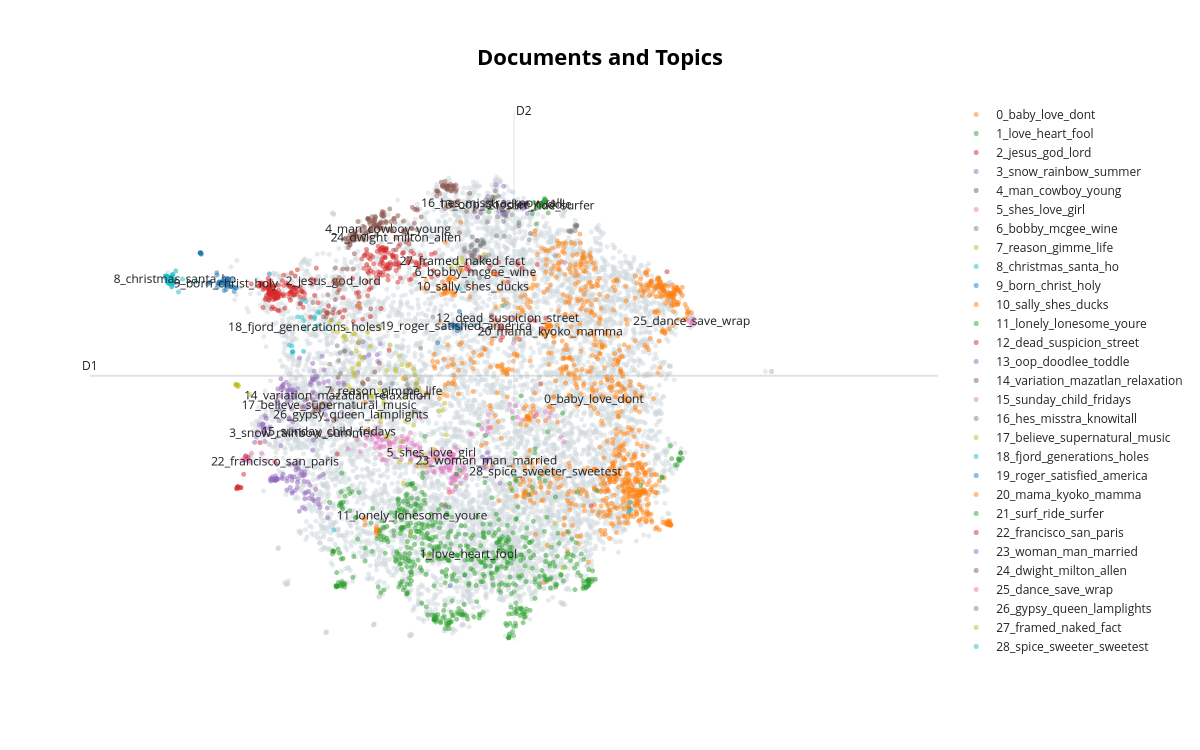 Documents and Topics
D2
D1
4_man_cowboy_young
24_dwight_milton_allen
27_framed_naked_fact
6_bobby_mcgee_wine
8_christmas_santa_ho
9_born_christ_holy
2_jesus_god_lord
10_sally_shes_ducks
12_dead_suspicion_street
25_dance_save_wrap
18_fjord_generations_holes
19_roger_satisfied_america
20_mama_kyoko_mamma
7_reason_gimme_life
14_variation_mazatlan_relaxation
0_baby_love_dont
17_believe_supernatural_music
26_gypsy_queen_lamplights
3_snow_rainbow_summer
15_sunday_child_fridays
5_shes_love_girl
22_francisco_san_paris
23_woman_man_married
28_spice_sweeter_sweetest
11_lonely_lonesome_youre
1_love_heart_fool
0_baby_love_dont
1_love_heart_fool
2_jesus_god_lord
3_snow_rainbow_summer
4_man_cowboy_young
5_shes_love_girl
6_bobby_mcgee_wine
7_reason_gimme_life
8_christmas_santa_ho
9_born_christ_holy
10_sally_shes_ducks
11_lonely_lonesome_youre
12_dead_suspicion_street
13_oop_doodlee_toddle
14_variation_mazatlan_relaxation
15_sunday_child_fridays
16_hes_misstra_knowitall
17_believe_supernatural_music
18_fjord_generations_holes
19_roger_satisfied_america
20_mama_kyoko_mamma
21_surf_ride_surfer
22_francisco_san_paris
23_woman_man_married
24_dwight_milton_allen
25_dance_save_wrap
26_gypsy_queen_lamplights
27_framed_naked_fact
28_spice_sweeter_sweetest